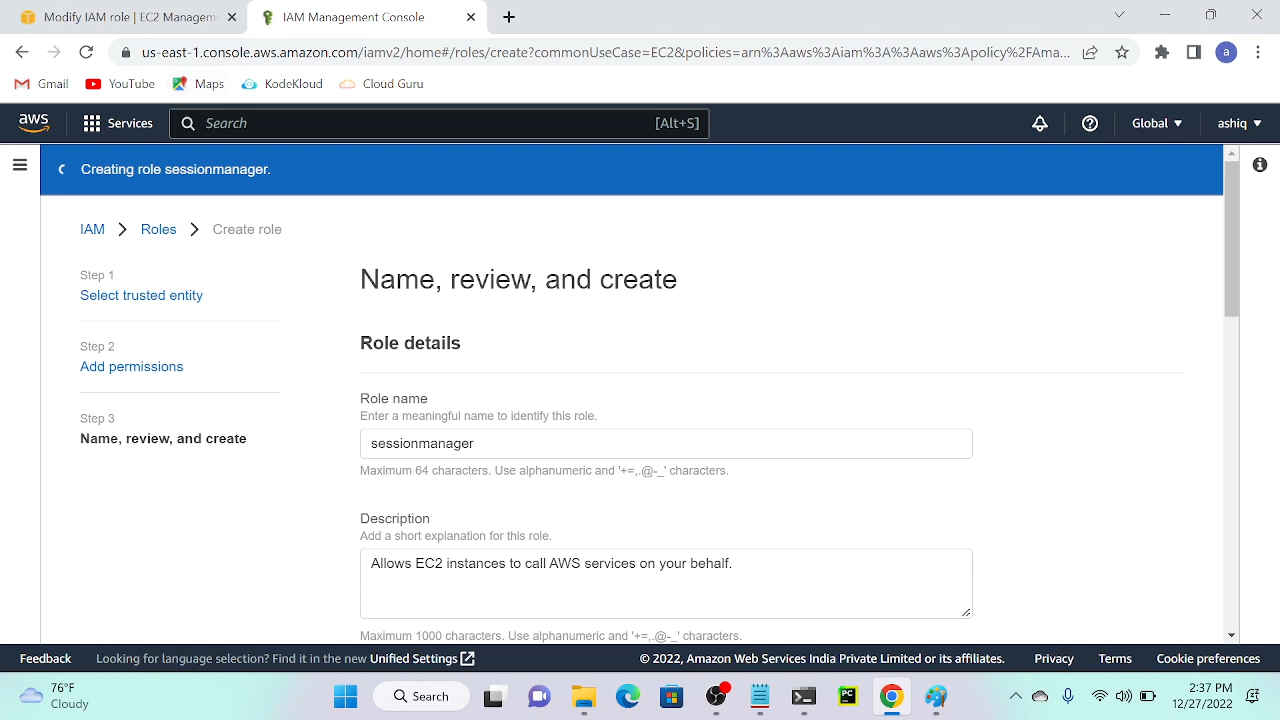 Modify IAM role | EC2 Managem
IAM Management Console
us-east-1.console.aws.amazon.com/iamv2/home#/roles/create?commonUseCase=EC2&policies=arn%3Aaws%3Aiam%3A%3Aaws%3Apolicy%2FAma...
a
Gmail
YouTube
Maps
KodeKloud
Cloud Guru
aws
Services
Search
[Alt+S]
Global
ashiq
Creating role sessionmanager.
IAM
Roles
Create role
Step 1
Select trusted entity
Step 2
Add permissions
Step 3
Name, review, and create
Name, review, and create
Role details
Role name
Enter a meaningful name to identify this role.
sessionmanager
Maximum 64 characters. Use alphanumeric and '+=,.@-_' characters.
Description
Add a short explanation for this role.
Allows EC2 instances to call AWS services on your behalf.
Maximum 1000 characters. Use alphanumeric and '+=,.@-_' characters.
Feedback
Looking for language selection? Find it in the new Unified Settings
© 2022, Amazon Web Services India Private Limited or its affiliates.
Privacy
Terms
Cookie preferences
76°F
Cloudy
Search
PC
2:37 PM
12/27/2022